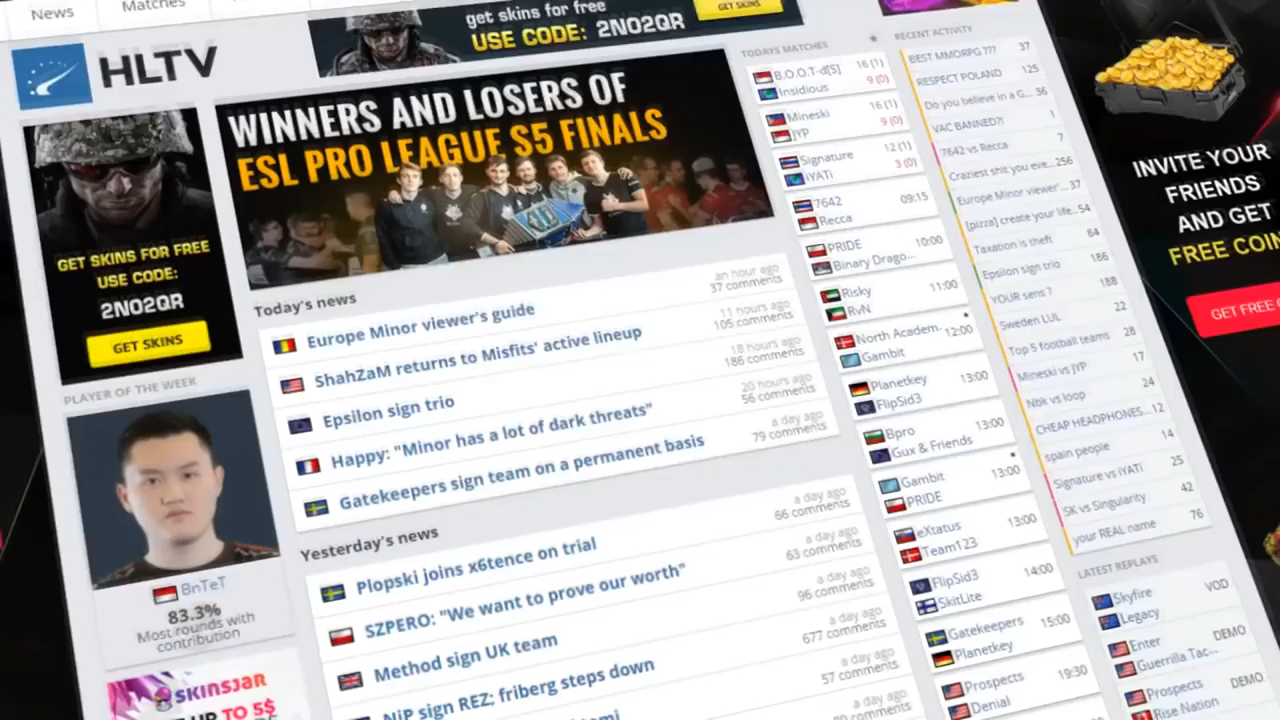 News
Matches
HLTV
get skins for free
USE CODE: 2NO2QR
GET SKINS
GET SKINS FOR FREE
USE CODE:
2NO2QR
GET SKINS
PLAYER OF THE WEEK
BnTeT
83.3%
Most rounds with
contribution
SKINSJAR
UP TO 5$
WINNERS AND LOSERS OF
ESL PRO LEAGUE S5 FINALS
Today's news
Europe Minor viewer's guide
an hour ago
37 comments
ShahZaM returns to Misfits' active lineup
11 hours ago
105 comments
Epsilon sign trio
18 hours ago
186 comments
Happy: "Minor has a lot of dark threats"
20 hours ago
56 comments
Gatekeepers sign team on a permanent basis
a day ago
79 comments
Yesterday's news
Plopski joins x6tence on trial
a day ago
66 comments
SZPERO: "We want to prove our worth"
a day ago
63 comments
Method sign UK team
a day ago
96 comments
NiP sign REZ; friberg steps down
a day ago
677 comments
a day ago
57 comments
a day ago
TODAYS MATCHES
B.O.O.T-d[S] 16 (1)
Insidious 9 (0)
Mineski 16 (1)
JYP 9 (0)
Signature 12 (1)
iYATi 3 (0)
7642
Recca
09:15
PRIDE
Binary Drago...
10:00
Risky
RvN
11:00
North Academ.
Gambit
12:00
Planetkey
FlipSid3
13:00
Bpro
Gux & Friends
13:00
Gambit
PRIDE
13:00
eXtatus
Team123
13:00
FlipSid3
SkitLite
14:00
Gatekeepers
Planetkey
15:00
Prospects
Denial
19:30
RECENT ACTIVITY
BEST MMORPG ??? 37
RESPECT POLAND 125
Do you believe in a G... 36
VAC BANNED?! 1
7642 vs Recca 7
Craziest shit you eve... 256
Europe Minor viewer'... 37
[pizza] create your life... 54
Taxation is theft 84
Epsilon sign trio 186
YOUR sens ? 188
Sweden LUL 22
Top 5 football teams 28
Mineski vs JYP 17
Nbk vs loop 24
CHEAP HEADPHONES... 12
spain people 14
Signature vs iYATi 25
SK vs Singularity 42
your REAL name 76
LATEST REPLAYS
Skyfire
Legacy
VOD
Enter
Guerrilla Tac...
DEMO
Prospects
Rise Nation
DEMO
INVITE YOUR
FRIENDS
AND GET
FREE COIN
GET FREE